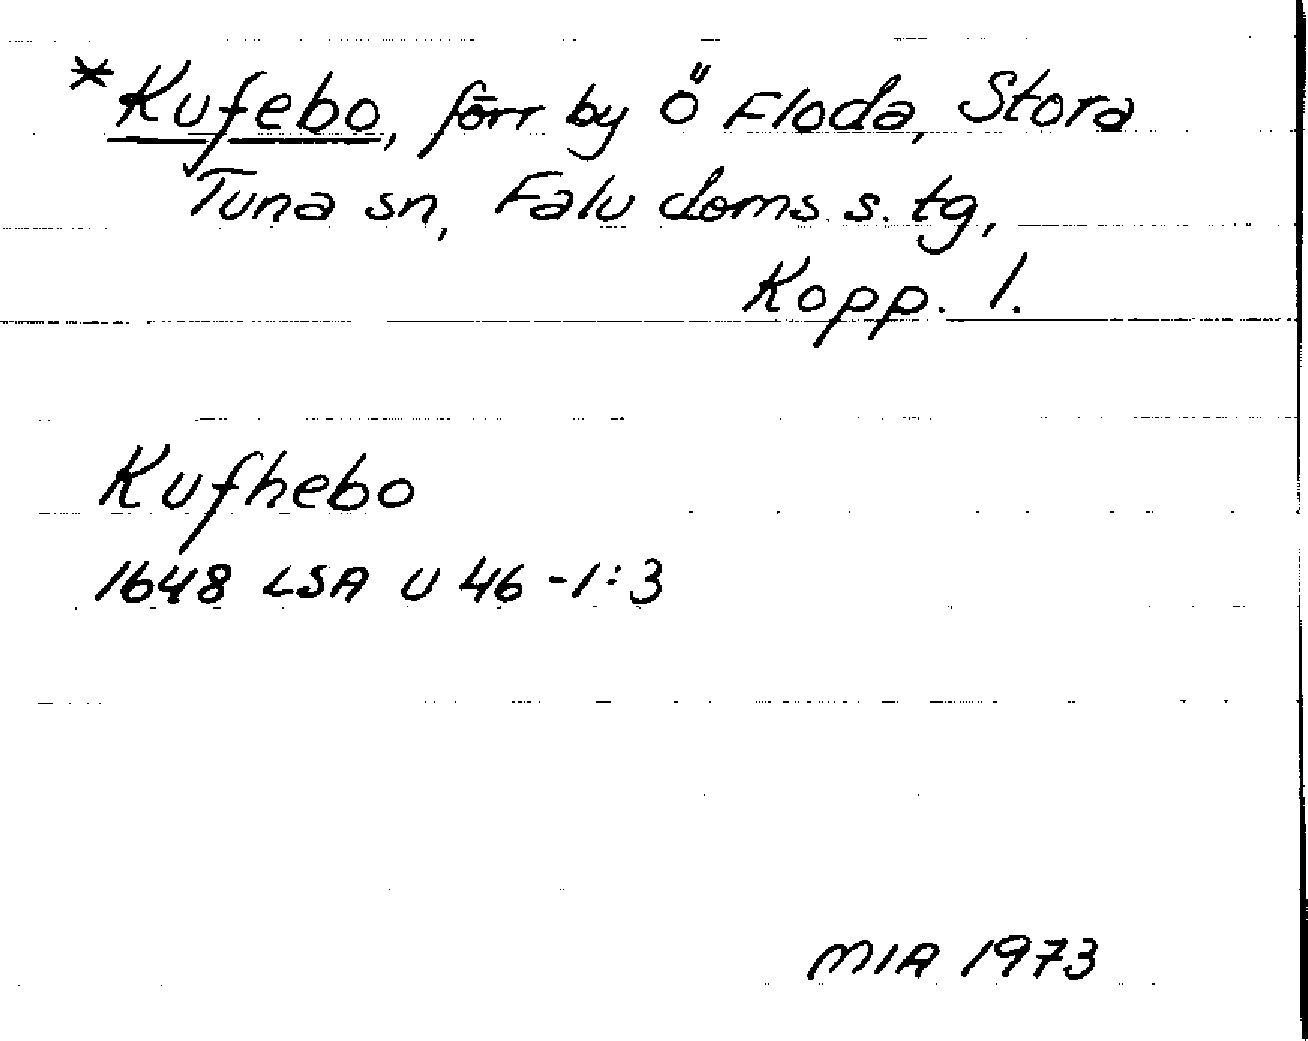 *Kufebo, förr by Ö Floda, Stora
Tuna sn, Falu doms. s. tg,
Kopp. l.
Kufhebo
1648 LSA U 46-1:3
MIA 1973